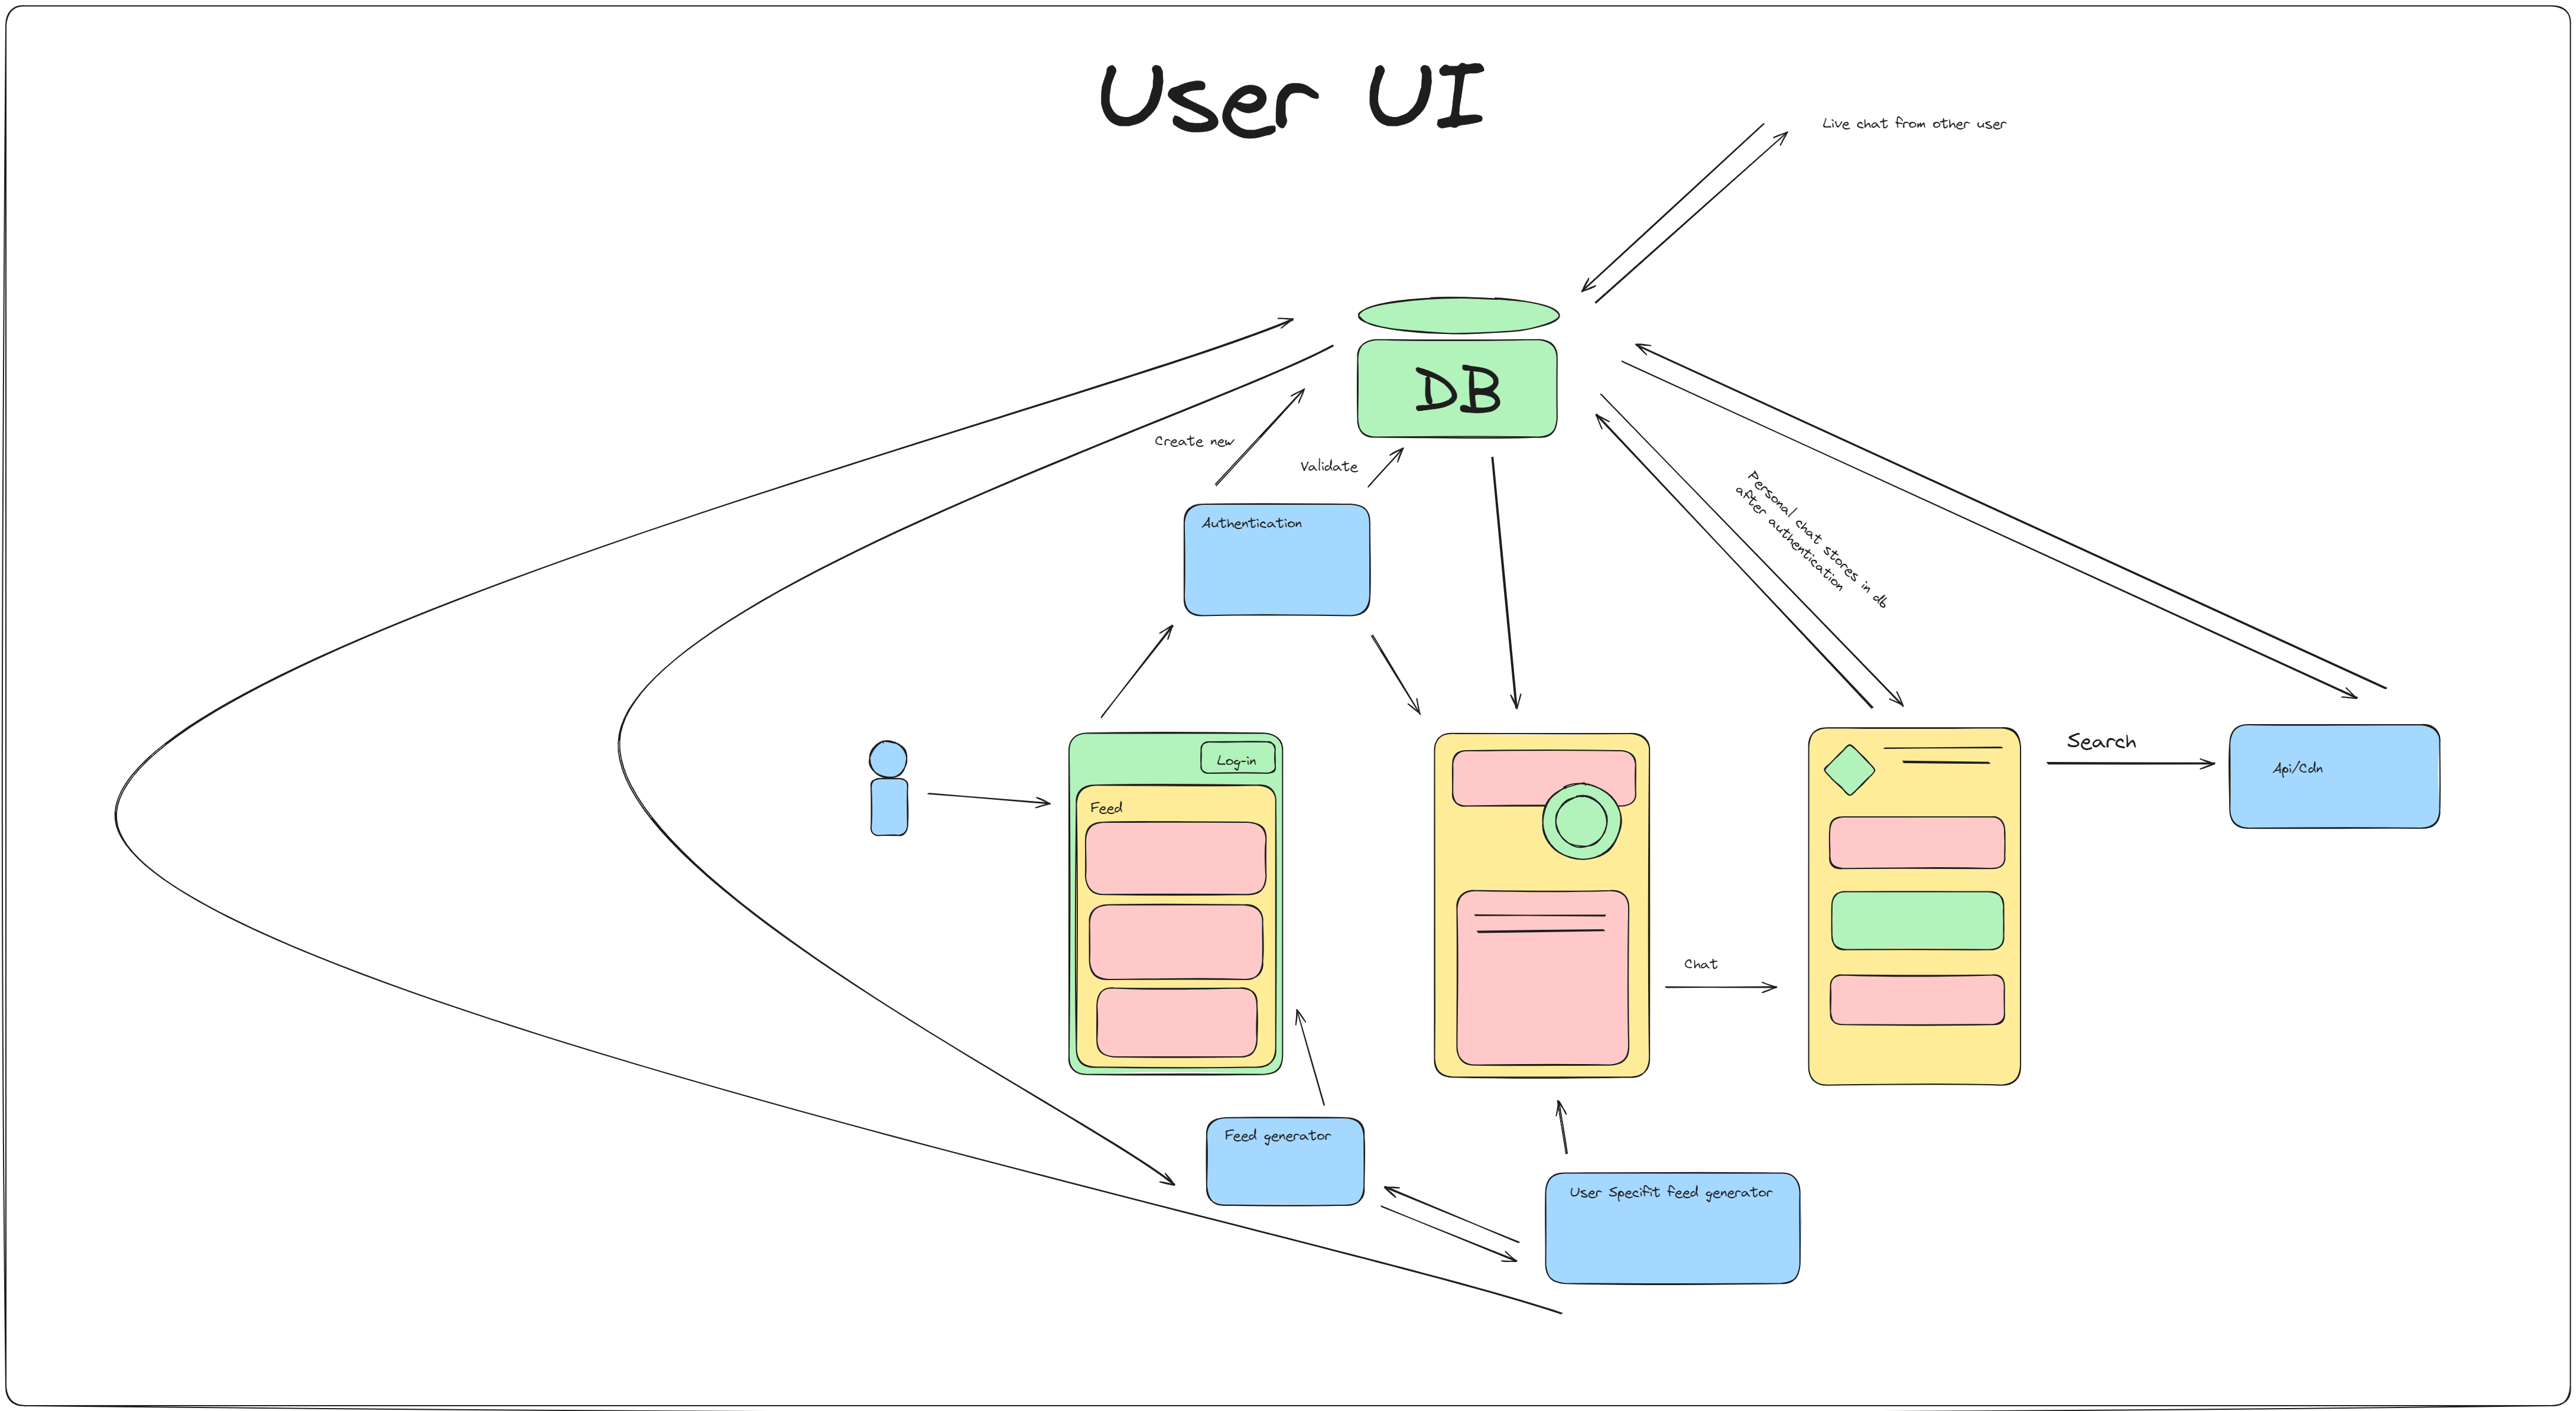 User UI
Live chat from other user
DB
Create new
Validate
Authentication
Personal chat stores in db
after authentication
Log-in
Feed
Search
Api/Cdn
Chat
Feed generator
User Specifit feed generator